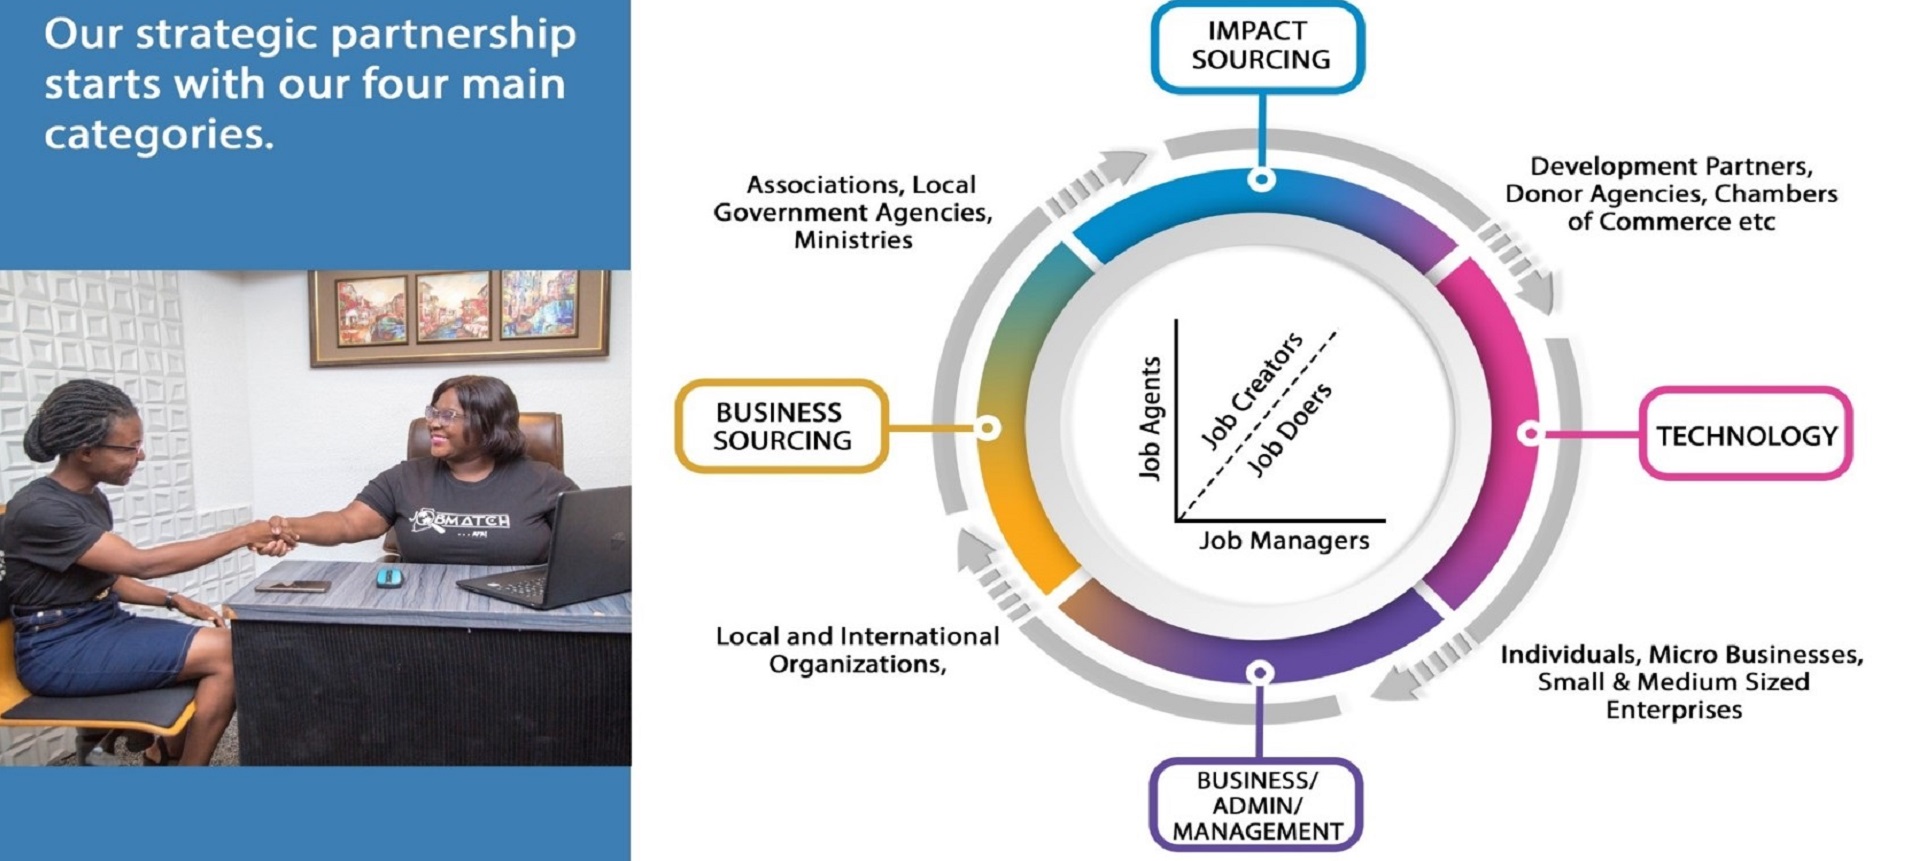 Our strategic partnership
starts with our four main
categories.
IMPACT
SOURCING
Associations, Local
Government Agencies,
Ministries
Development Partners,
Donor Agencies, Chambers
of Commerce etc
BUSINESS
SOURCING
TECHNOLOGY
Job Agents
Job Creators
Job Doers
Job Managers
Local and International
Organizations,
Individuals, Micro Businesses,
Small & Medium Sized
Enterprises
BUSINESS/
ADMIN/
MANAGEMENT
JOBMATCH